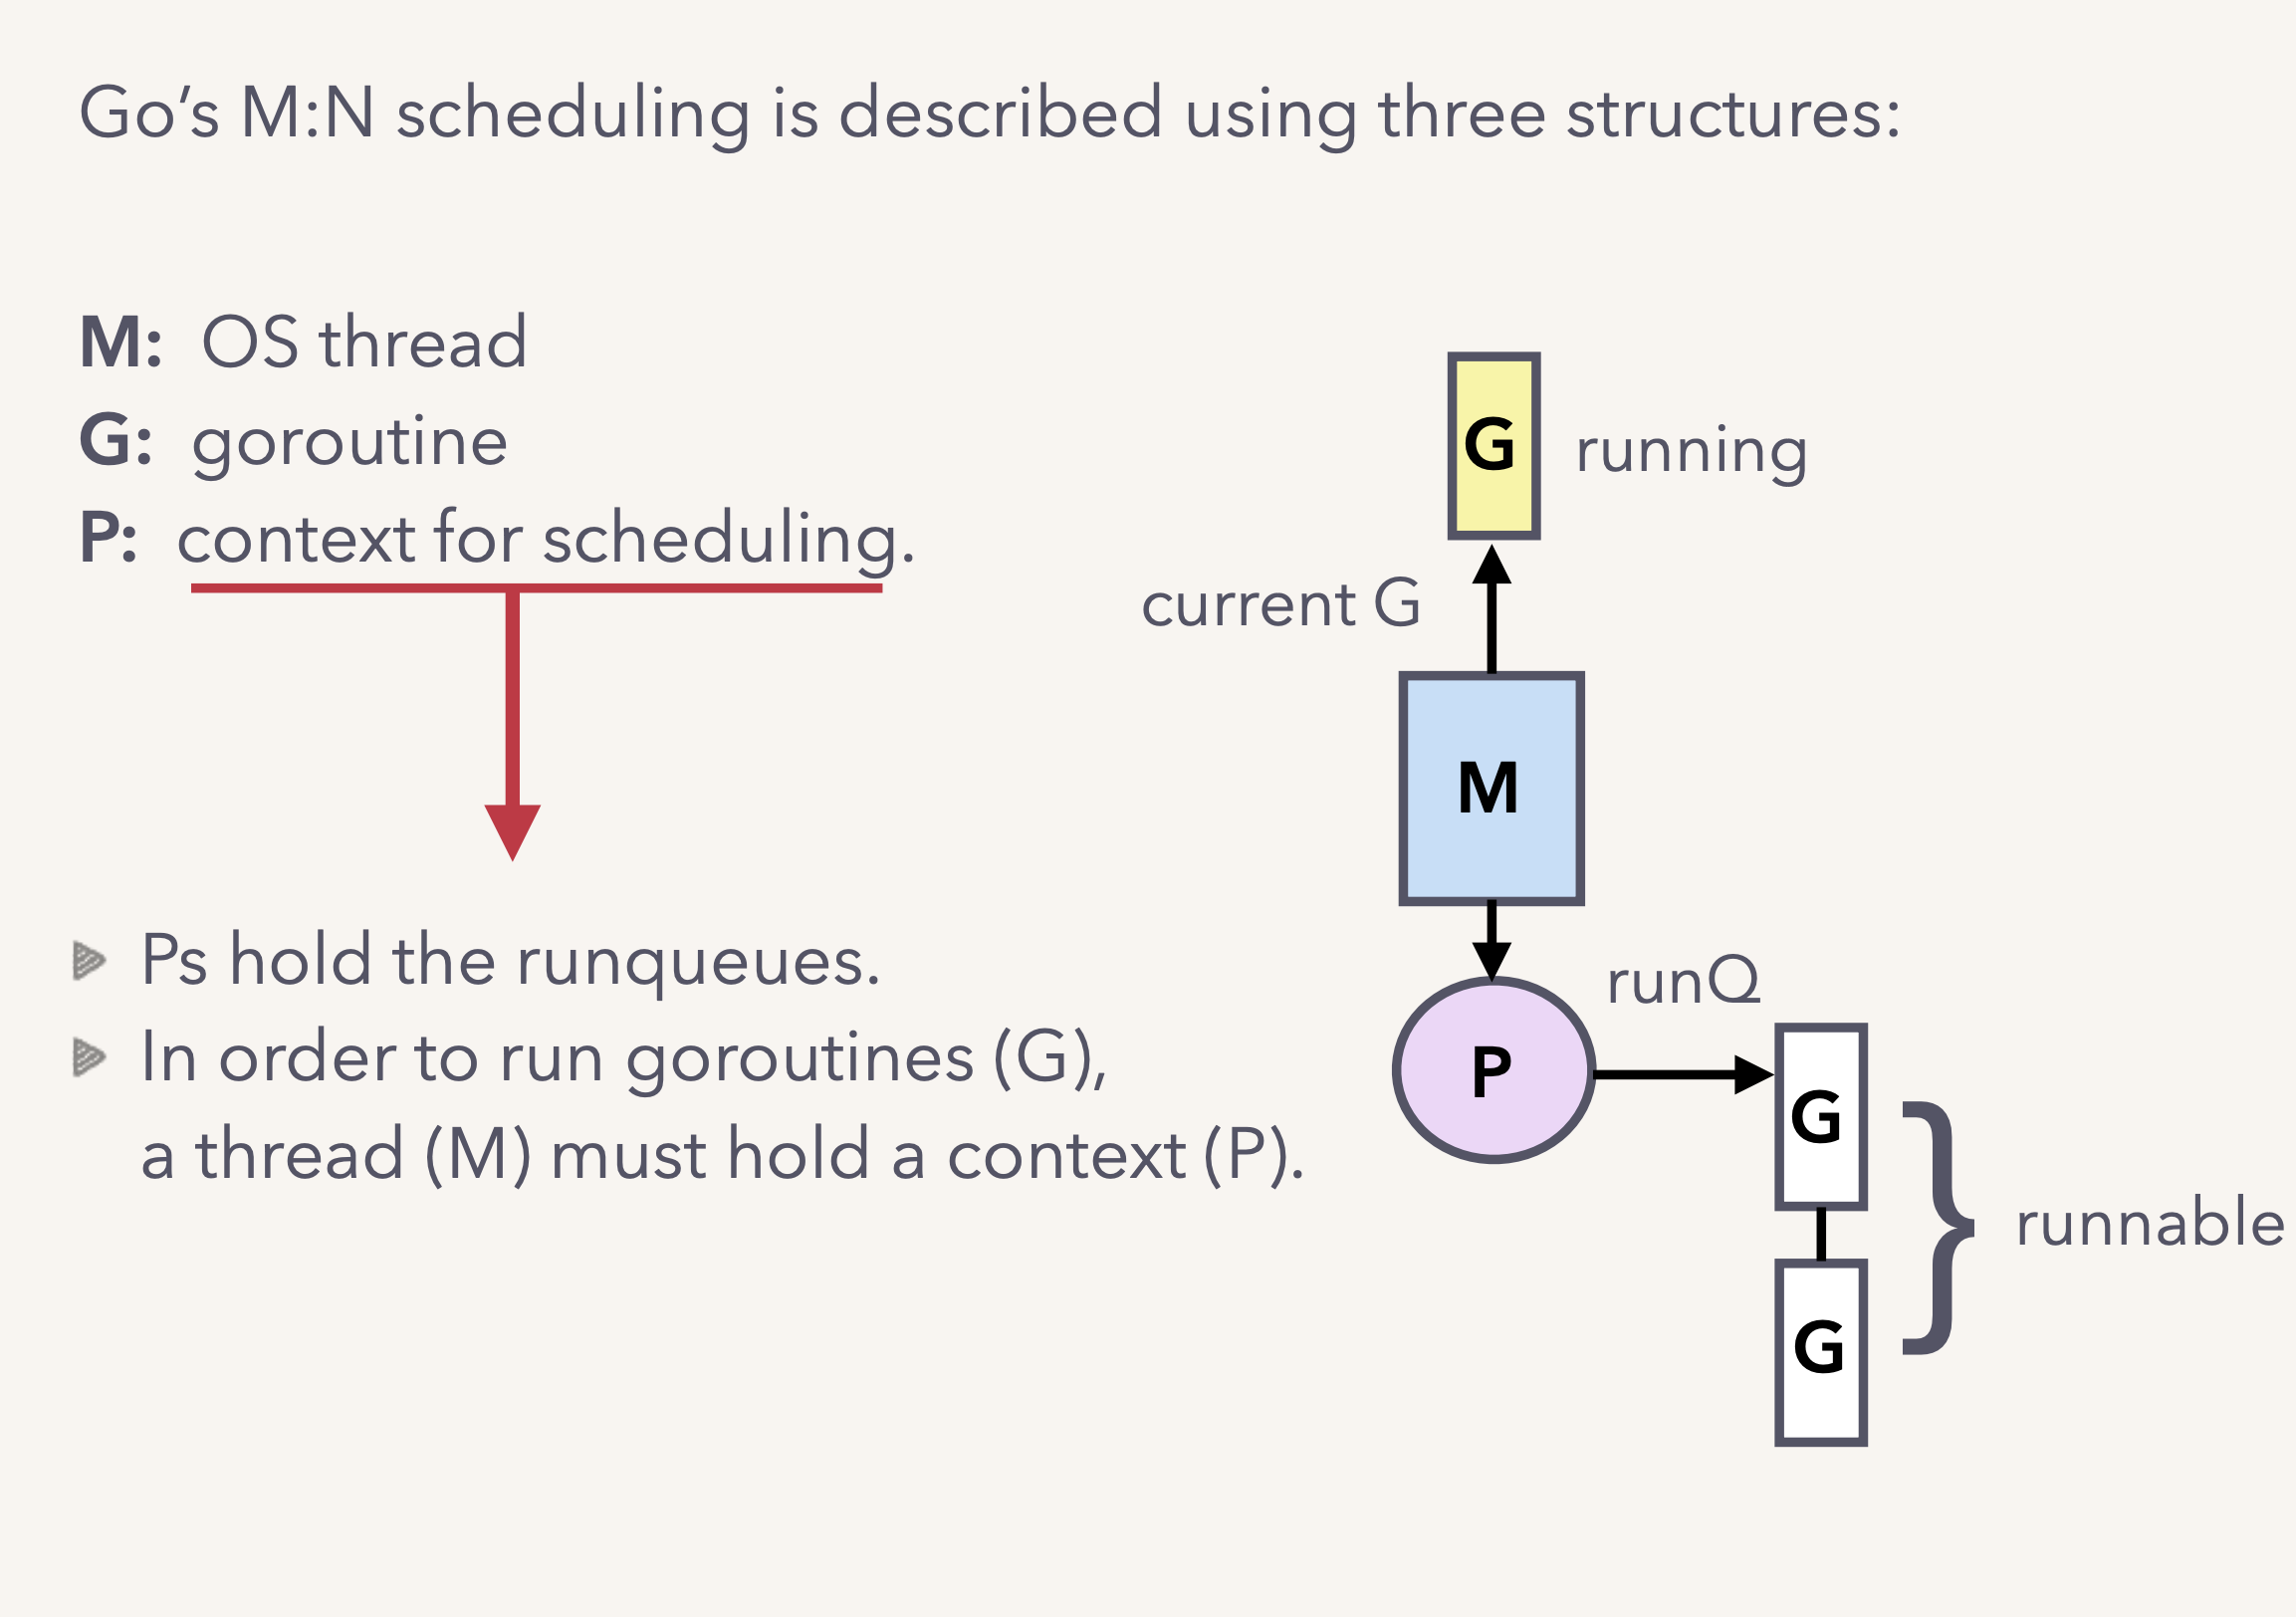 Go's M:N scheduling is described using three structures:
M: OS thread
G: goroutine
P: context for scheduling.
Ps hold the runqueues.
In order to run goroutines (G),
a thread (M) must hold a context (P).
G running
current G
M
runQ
P
G
runnable
G